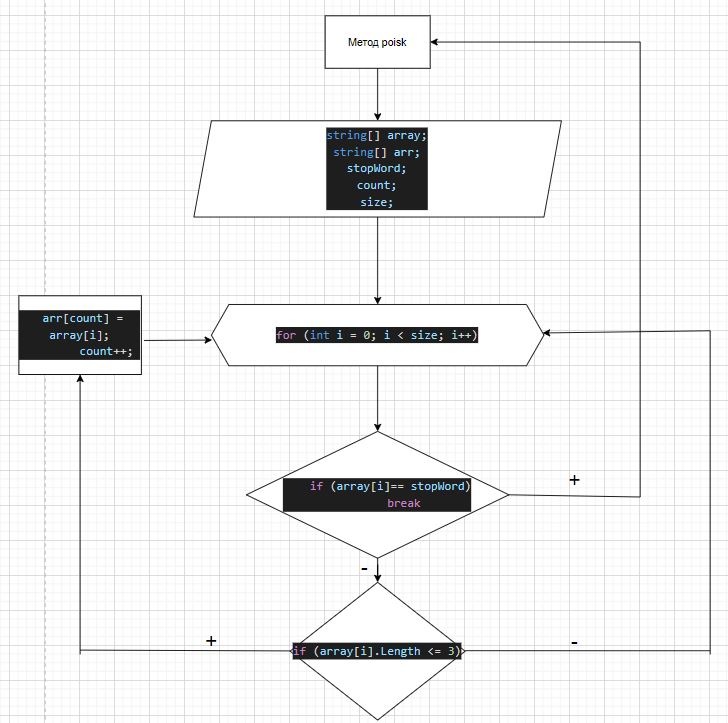 Метод poisk
string[] array;
string[] arr;
stopWord;
count;
size;
arr[count] =
array[i];
count++;
for (int i = 0; i < size; i++)
if (array[i]== stopWord)
break
+
-
if (array[i].Length <= 3)
+
-